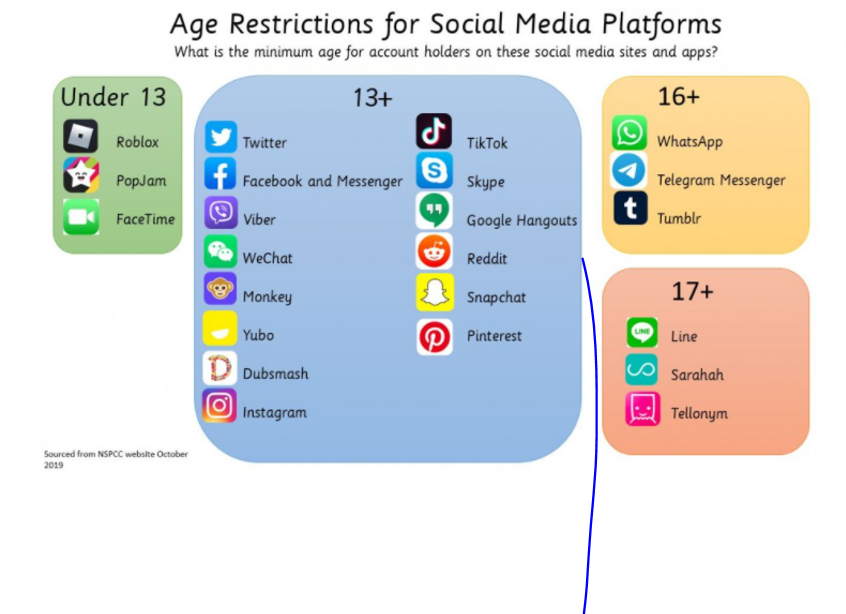 Age Restrictions for Social Media Platforms
What is the minimum age for account holders on these social media sites and apps?
Under 13
Roblox
PopJam
FaceTime
13+
Twitter
Facebook and Messenger
Viber
WeChat
Monkey
Yubo
Dubsmash
Instagram
TikTok
Skype
Google Hangouts
Reddit
Snapchat
Pinterest
16+
WhatsApp
Telegram Messenger
Tumblr
17+
LINE
Line
Sarahah
Tellonym
Sourced from NSPCC website October
2019